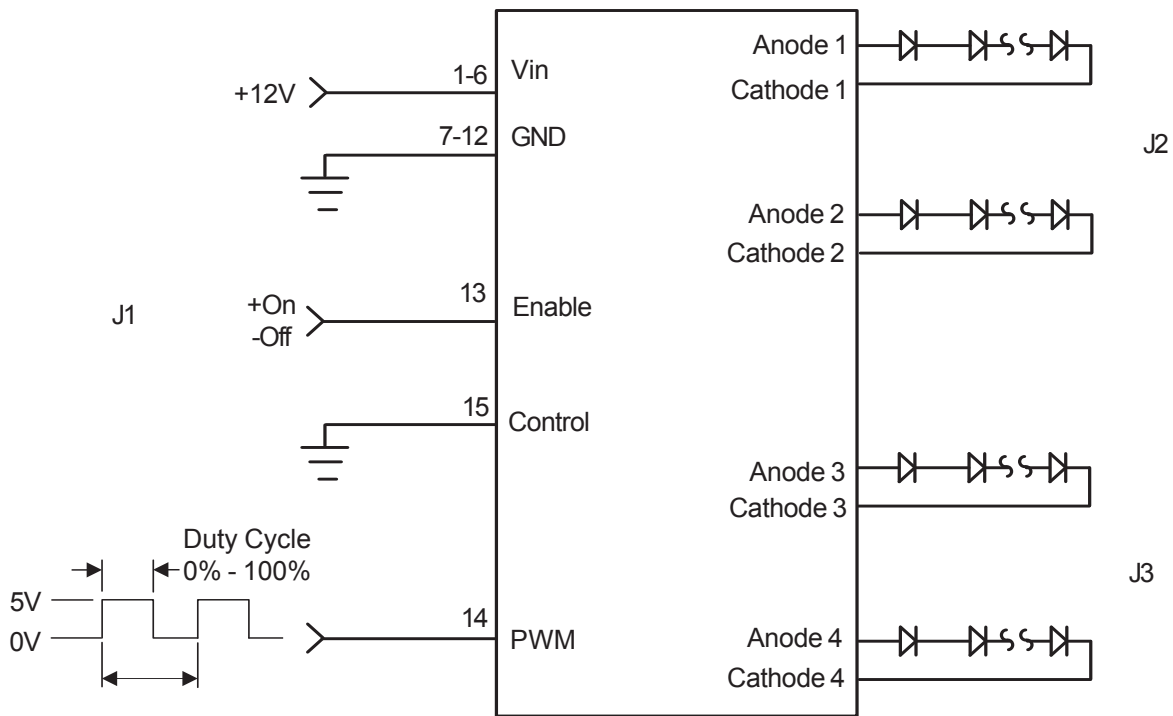 Anode 1
Cathode 1
1-6
Vin
+12V
7-12
GND
J2
Anode 2
Cathode 2
13
+On
-Off
Enable
J1
15
Control
Anode 3
Cathode 3
Duty Cycle
0% - 100%
J3
5V
0V
14
PWM
Anode 4
Cathode 4